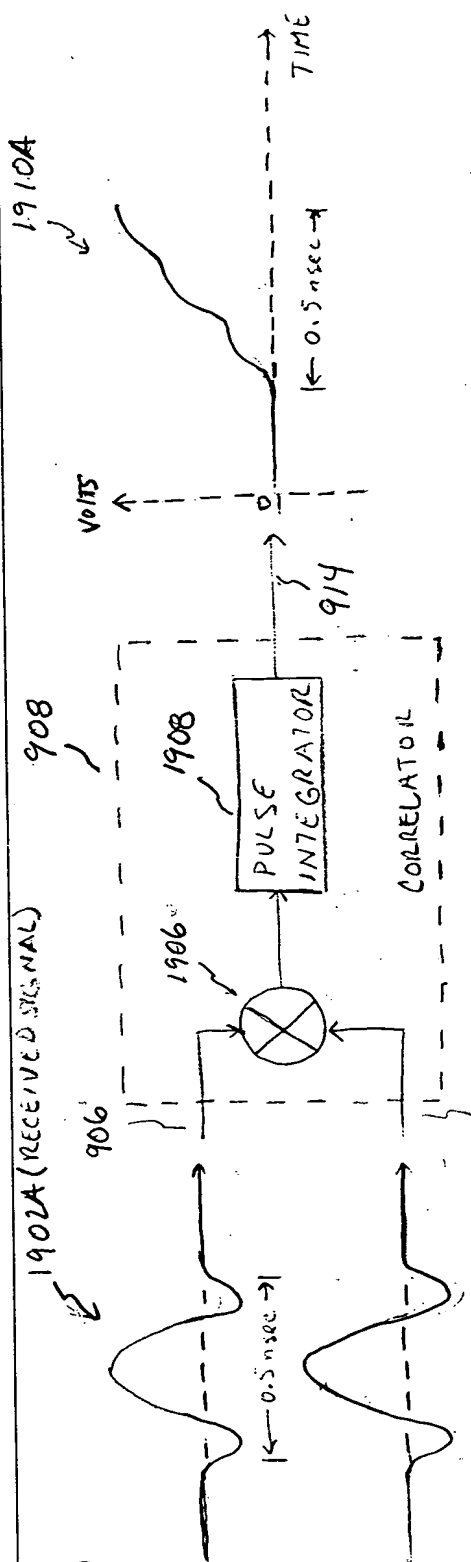 1902A (RECEIVED SIGNAL)
906
908
1906
1908
PULSE
INTEGRATOR
CORRELATOR
914
0.5 nsec
VOLTS
0
1910A
0.5 nsec
TIME